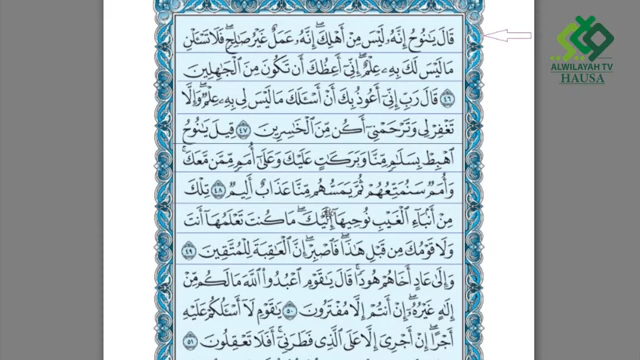 قَالَ يَٰنُوحُ إِنَّهُۥ لَيْسَ مِنْ أَهْلِكَ ۖ إِنَّهُۥ عَمَلٌ غَيْرُ صَٰلِحٍ ۖ فَلَا تَسْـَٔلْنِ
مَا لَيْسَ لَكَ بِهِۦ عِلْمٌ ۖ إِنِّىٓ أَعِظُكَ أَن تَكُونَ مِنَ ٱلْجَٰهِلِينَ
٤٦ قَالَ رَبِّ إِنِّىٓ أَعُوذُ بِكَ أَنْ أَسْـَٔلَكَ مَا لَيْسَ لِى بِهِۦ عِلْمٌ ۖ وَإِلَّا
تَغْفِرْ لِى وَتَرْحَمْنِىٓ أَكُن مِّنَ ٱلْخَٰسِرِينَ ٤٧ قِيلَ يَٰنُوحُ
ٱهْبِطْ بِسَلَٰمٍ مِّنَّا وَبَرَكَٰتٍ عَلَيْكَ وَعَلَىٰٓ أُمَمٍ مِّمَّن مَّعَكَ ۚ
وَأُمَمٌ سَنُمَتِّعُهُمْ ثُمَّ يَمَسُّهُم مِّنَّا عَذَابٌ أَلِيمٌ ٤٨ تِلْكَ
مِنْ أَنۢبَآءِ ٱلْغَيْبِ نُوحِيهَآ إِلَيْكَ ۖ مَا كُنتَ تَعْلَمُهَآ أَنتَ
وَلَا قَوْمُكَ مِن قَبْلِ هَٰذَا ۖ فَٱصْبِرْ ۖ إِنَّ ٱلْعَٰقِبَةَ لِلْمُتَّقِينَ ٤٩
وَإِلَىٰ عَادٍ أَخَاهُمْ هُودًا ۚ قَالَ يَٰقَوْمِ ٱعْبُدُوا۟ ٱللَّهَ مَا لَكُم مِّنْ
إِلَٰهٍ غَيْرُهُۥٓ ۖ إِنْ أَنتُمْ إِلَّا مُفْتَرُونَ ٥٠ يَٰقَوْمِ لَآ أَسْـَٔلُكُمْ عَلَيْهِ
أَجْرًا ۖ إِنْ أَجْرِىَ إِلَّا عَلَى ٱلَّذِى فَطَرَنِىٓ ۚ أَفَلَا تَعْقِلُونَ ٥١
ALWILAYAH TV
HAUSA